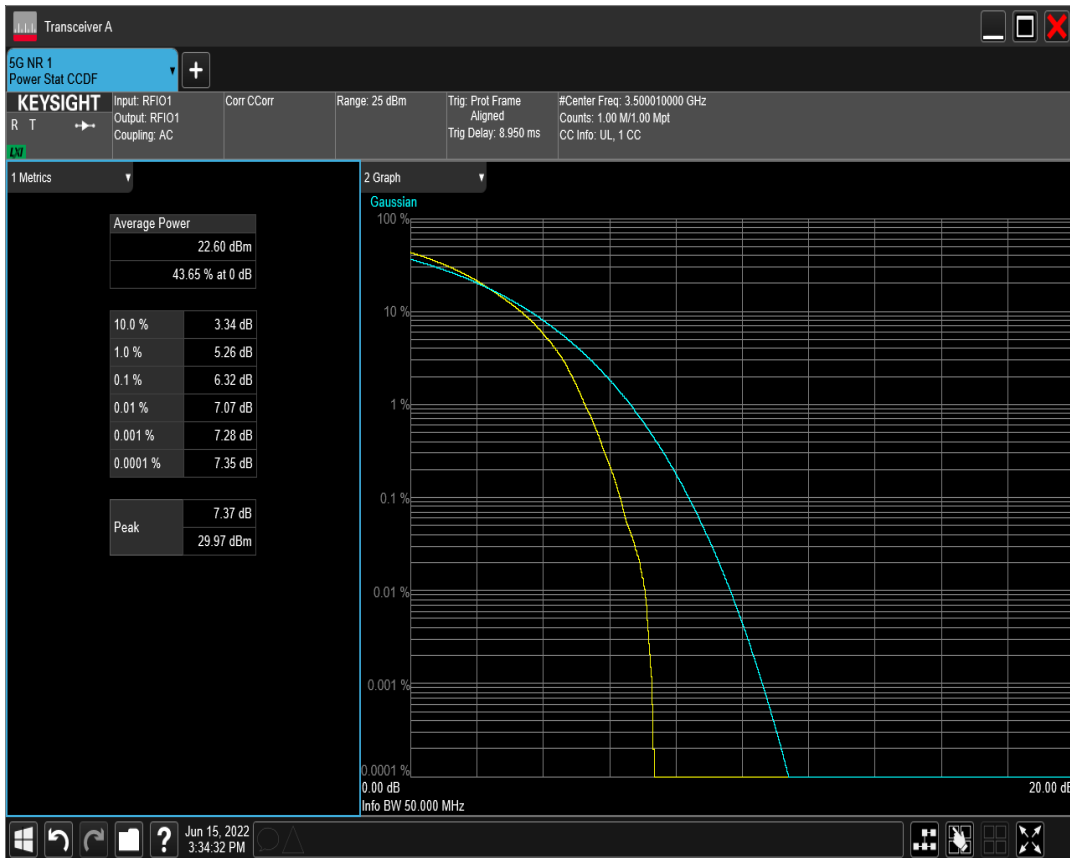 Transceiver A
5G NR 1
Power Stat CCDF
KEYSIGHT
R T
LXI
Input: RFIO1
Output: RFIO1
Coupling: AC
Corr CCorr
Range: 25 dBm
Trig: Prot Frame
Aligned
Trig Delay: 8.950 ms
#Center Freq: 3.500010000 GHz
Counts: 1.00 M/1.00 Mpt
CC Info: UL, 1 CC
1 Metrics
Average Power
22.60 dBm
43.65 % at 0 dB
10.0 % 3.34 dB
1.0 % 5.26 dB
0.1 % 6.32 dB
0.01 % 7.07 dB
0.001 % 7.28 dB
0.0001 % 7.35 dB
Peak 7.37 dB
29.97 dBm
2 Graph
Gaussian
100 %
10 %
1 %
0.1 %
0.01 %
0.001 %
0.0001 %
0.00 dB 20.00 dB
Info BW 50.000 MHz
? Jun 15, 2022
3:34:32 PM